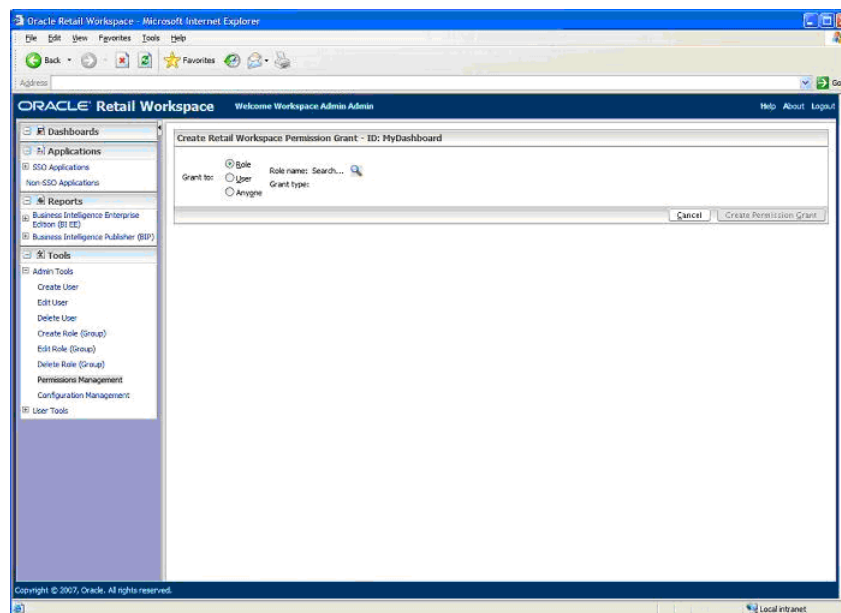 Oracle Retail Workspace - Microsoft Internet Explorer
File Edit View Favorites Tools Help
Back Favorites
Address Go
ORACLE Retail Workspace Welcome Workspace Admin Admin Help About Logout
Dashboards
Applications
SSO Applications
Non-SSO Applications
Reports
Business Intelligence Enterprise
Edition (BI EE)
Business Intelligence Publisher (BIP)
Tools
Admin Tools
Create User
Edit User
Delete User
Create Role (Group)
Edit Role (Group)
Delete Role (Group)
Permissions Management
Configuration Management
User Tools
Create Retail Workspace Permission Grant - ID: MyDashboard
Grant to:
Role
User
Anyone
Role name: Search...
Grant type:
Cancel Create Permission Grant
Copyright © 2007, Oracle. All rights reserved.
Local intranet